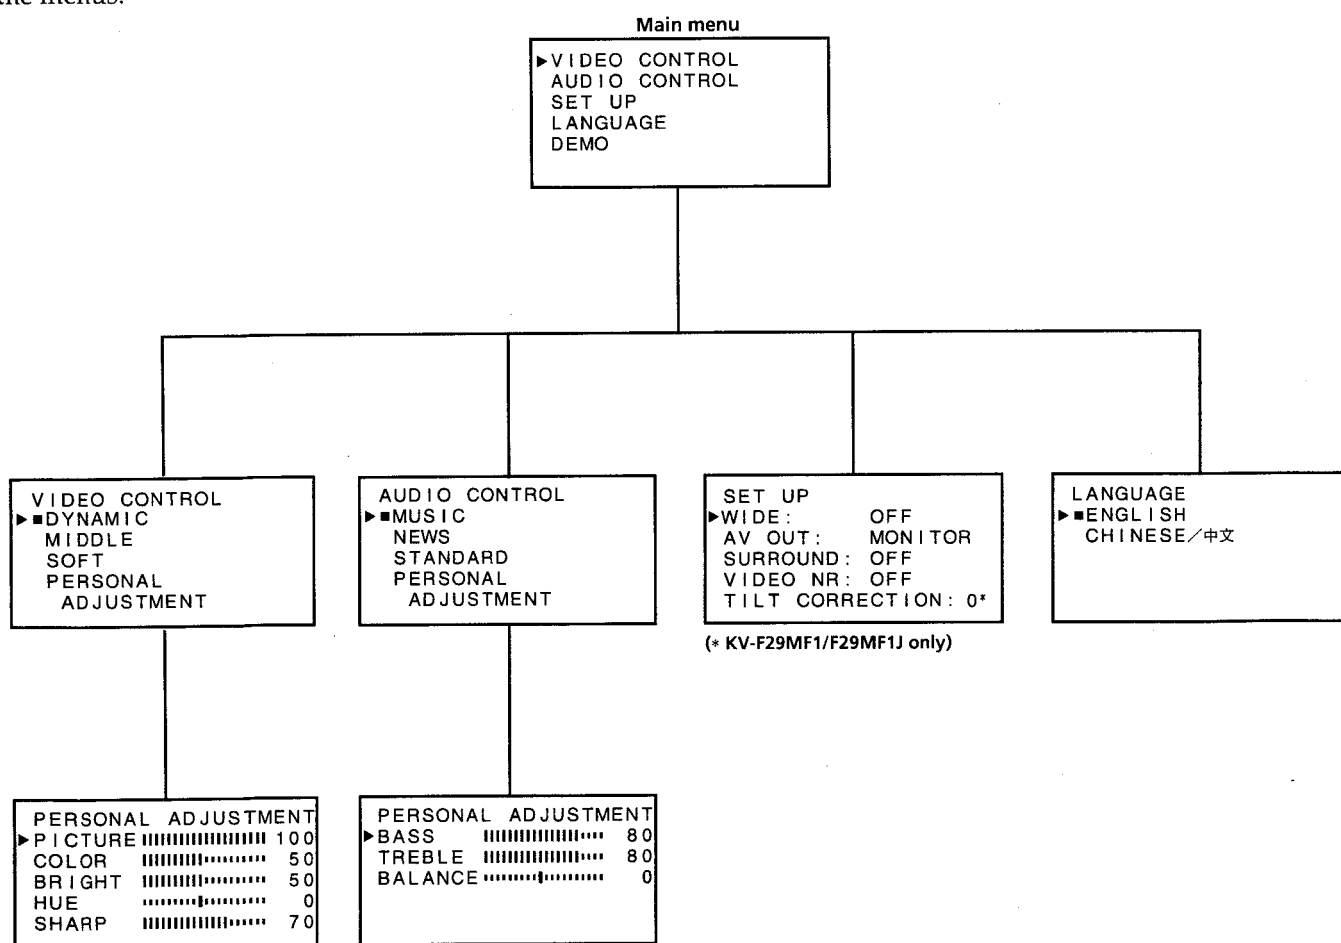 the menus.
Main menu
▶VIDEO CONTROL
AUDIO CONTROL
SET UP
LANGUAGE
DEMO
VIDEO CONTROL
▶■DYNAMIC
MIDDLE
SOFT
PERSONAL
ADJUSTMENT
AUDIO CONTROL
▶■MUSIC
NEWS
STANDARD
PERSONAL
ADJUSTMENT
SET UP
▶WIDE: OFF
AV OUT: MONITOR
SURROUND: OFF
VIDEO NR: OFF
TILT CORRECTION: 0*
(* KV-F29MF1/F29MF1J only)
LANGUAGE
▶■ENGLISH
CHINESE/中文
PERSONAL ADJUSTMENT
▶PICTURE 100
COLOR 50
BRIGHT 50
HUE 0
SHARP 70
PERSONAL ADJUSTMENT
▶BASS 80
TREBLE 80
BALANCE 0